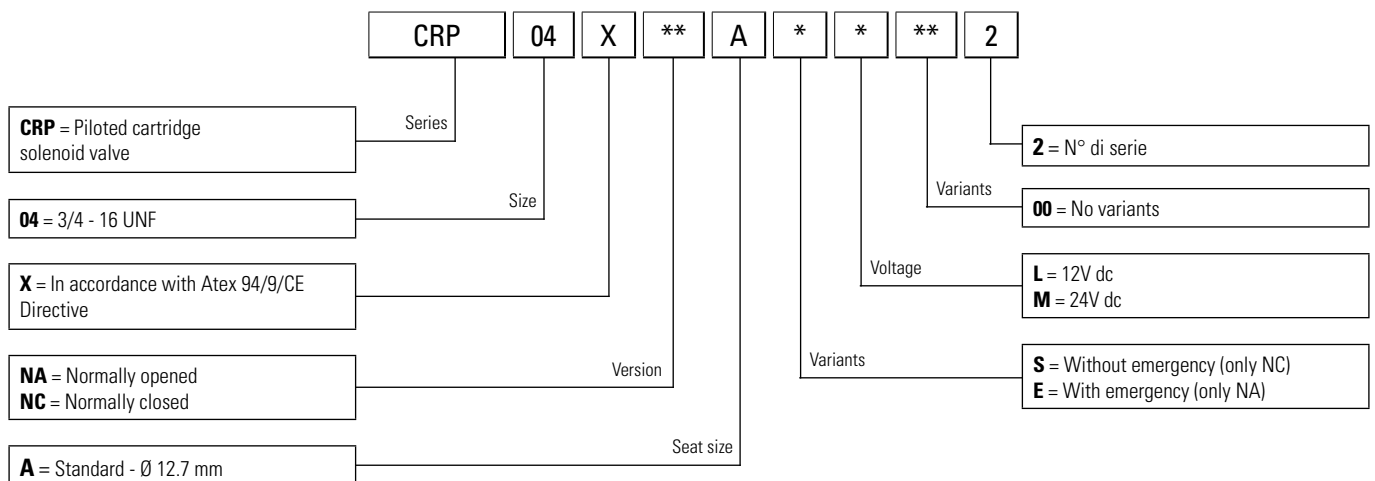 CRP 04 X ** A * * ** 2
Series
CRP = Piloted cartridge
solenoid valve
Size
04 = 3/4 - 16 UNF
X = In accordance with Atex 94/9/CE
Directive
Version
NA = Normally opened
NC = Normally closed
Seat size
A = Standard - Ø 12.7 mm
2 = N° di serie
Variants
00 = No variants
Voltage
L = 12V dc
M = 24V dc
Variants
S = Without emergency (only NC)
E = With emergency (only NA)